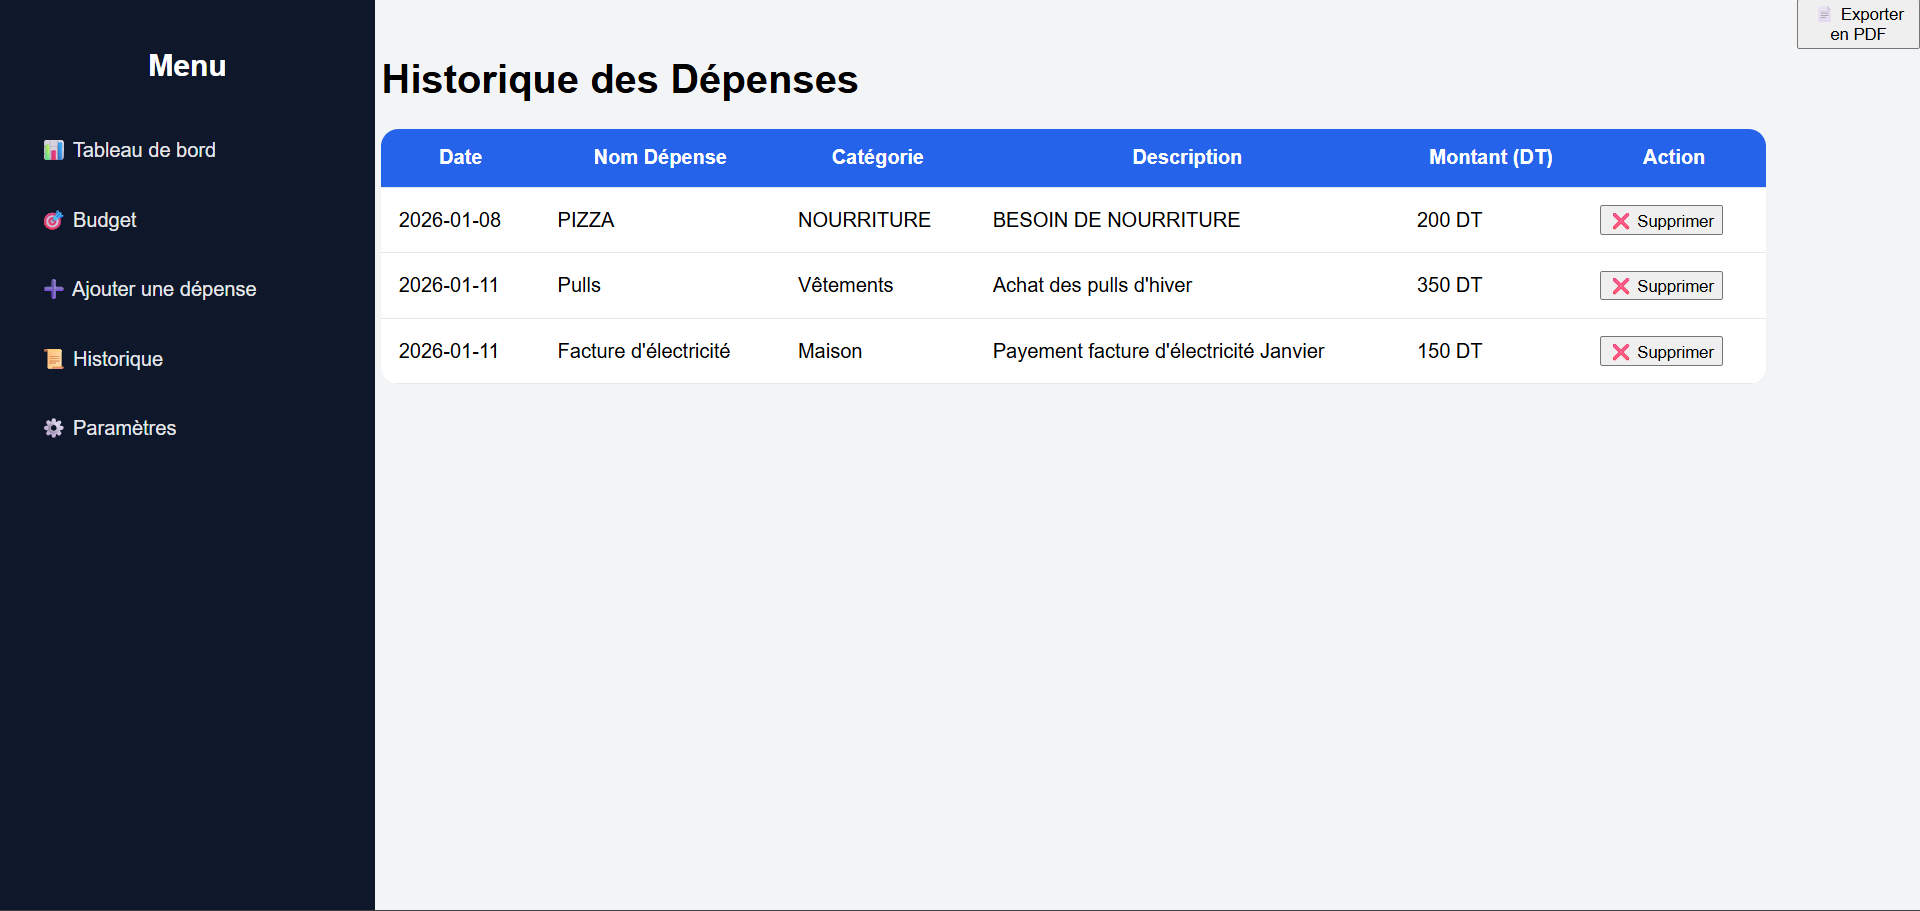 Menu
📊 Tableau de bord
🎯 Budget
➕ Ajouter une dépense
📜 Historique
⚙️ Paramètres
📄 Exporter
en PDF
Historique des Dépenses
Date Nom Dépense Catégorie Description Montant (DT) Action
2026-01-08 PIZZA NOURRITURE BESOIN DE NOURRITURE 200 DT ❌ Supprimer
2026-01-11 Pulls Vêtements Achat des pulls d'hiver 350 DT ❌ Supprimer
2026-01-11 Facture d'électricité Maison Payement facture d'électricité Janvier 150 DT ❌ Supprimer